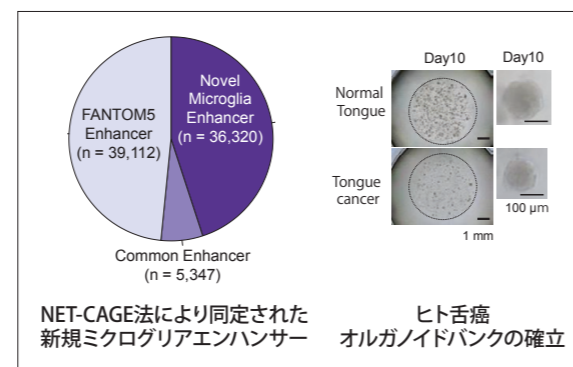 Novel
Microglia
Enhancer
(n = 36,320)
FANTOM5
Enhancer
(n = 39,112)
Common Enhancer
(n = 5,347)
NET-CAGE法により同定された
新規ミクログリアエンハンサー
Day10
Day10
Normal
Tongue
Tongue
cancer
100 µm
1 mm
ヒト舌癌
オルガノイドバンクの確立